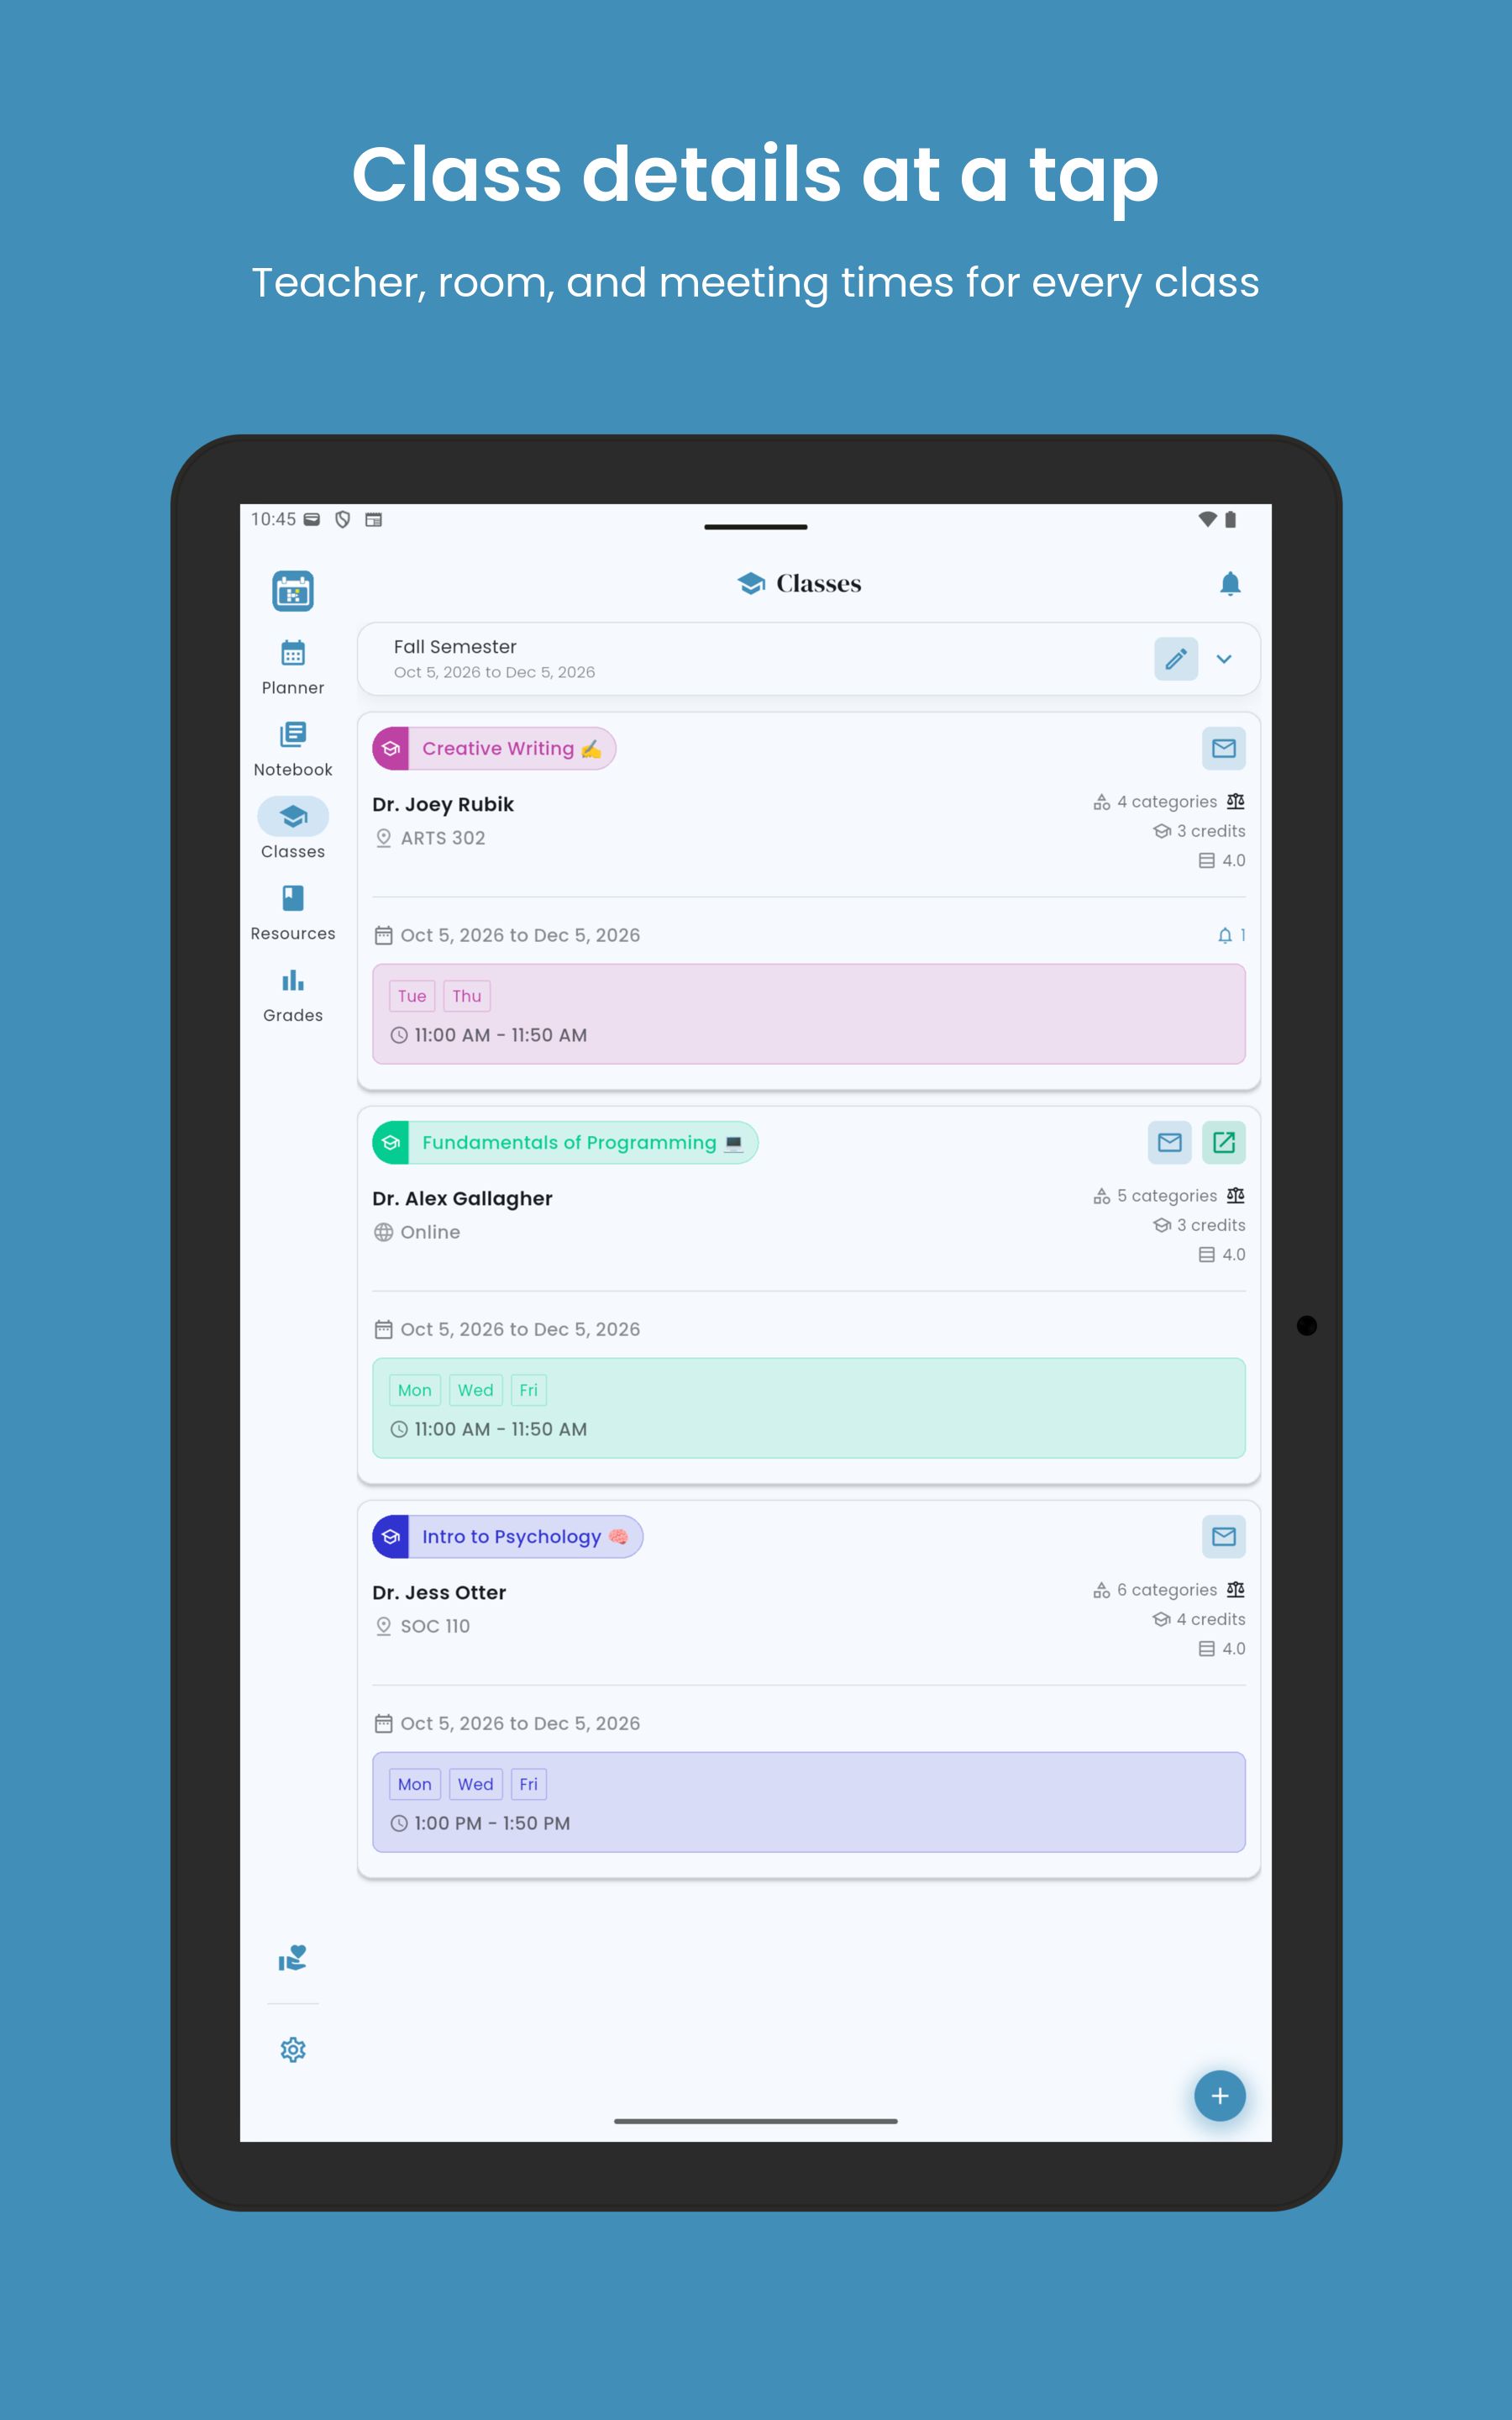 Class details at a tap
Teacher, room, and meeting times for every class
10:45
Classes
Planner
Notebook
Classes
Resources
Grades
Fall Semester
Oct 5, 2026 to Dec 5, 2026
Creative Writing ✍️
Dr. Joey Rubik
ARTS 302
4 categories
3 credits
4.0
Oct 5, 2026 to Dec 5, 2026
1
Tue Thu
11:00 AM - 11:50 AM
Fundamentals of Programming 💻
Dr. Alex Gallagher
Online
5 categories
3 credits
4.0
Oct 5, 2026 to Dec 5, 2026
Mon Wed Fri
11:00 AM - 11:50 AM
Intro to Psychology 🧠
Dr. Jess Otter
SOC 110
6 categories
4 credits
4.0
Oct 5, 2026 to Dec 5, 2026
Mon Wed Fri
1:00 PM - 1:50 PM